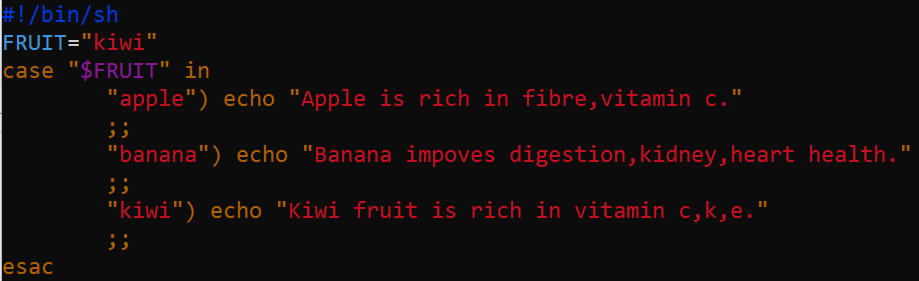 #!/bin/sh
FRUIT="kiwi"
case "$FRUIT" in
"apple") echo "Apple is rich in fibre,vitamin c."
;;
"banana") echo "Banana impoves digestion,kidney,heart health."
;;
"kiwi") echo "Kiwi fruit is rich in vitamin c,k,e."
;;
esac